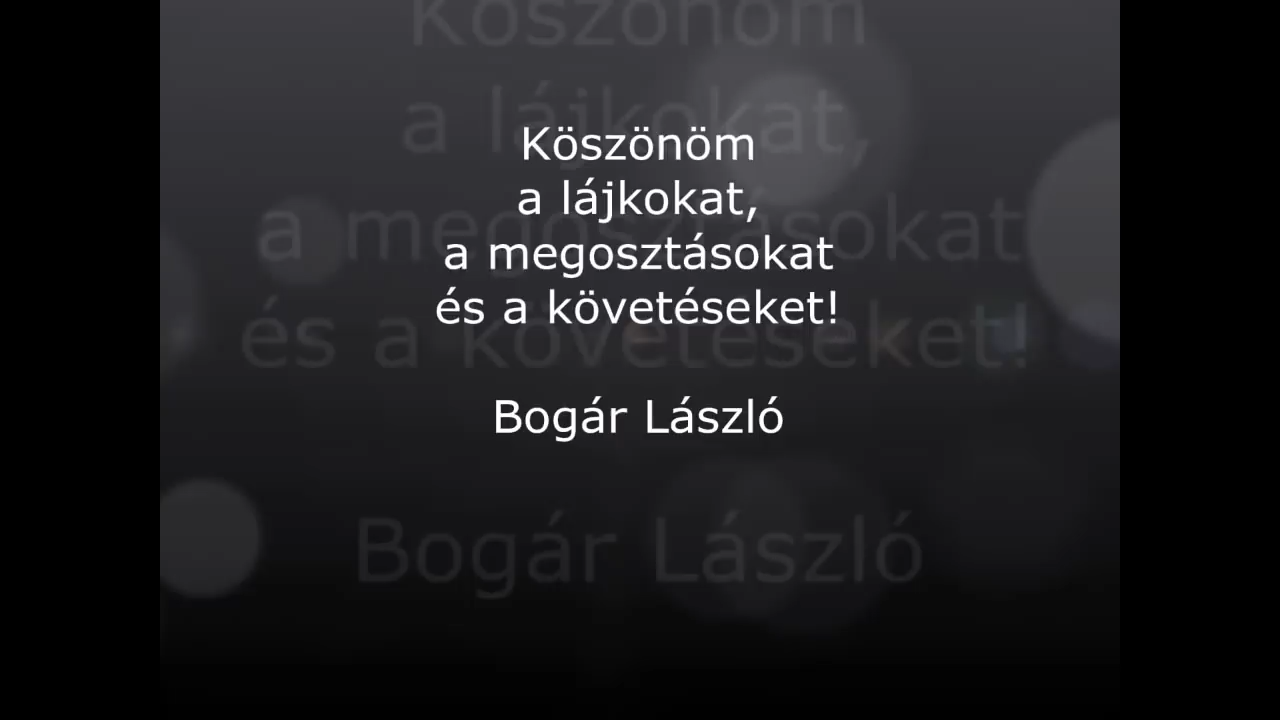 Köszönöm
a lájkokat,
a megosztásokat
és a követéseket!
Bogár László